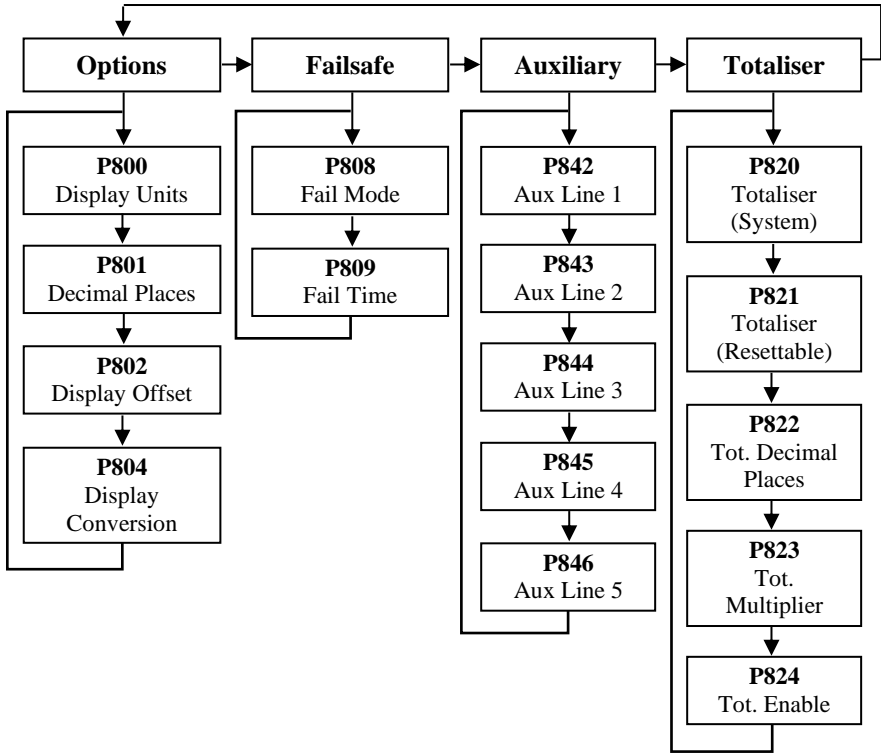 Options
Failsafe
Auxiliary
Totaliser
P800
Display Units
P801
Decimal Places
P802
Display Offset
P804
Display
Conversion
P808
Fail Mode
P809
Fail Time
P842
Aux Line 1
P843
Aux Line 2
P844
Aux Line 3
P845
Aux Line 4
P846
Aux Line 5
P820
Totaliser
(System)
P821
Totaliser
(Resettable)
P822
Tot. Decimal
Places
P823
Tot.
Multiplier
P824
Tot. Enable